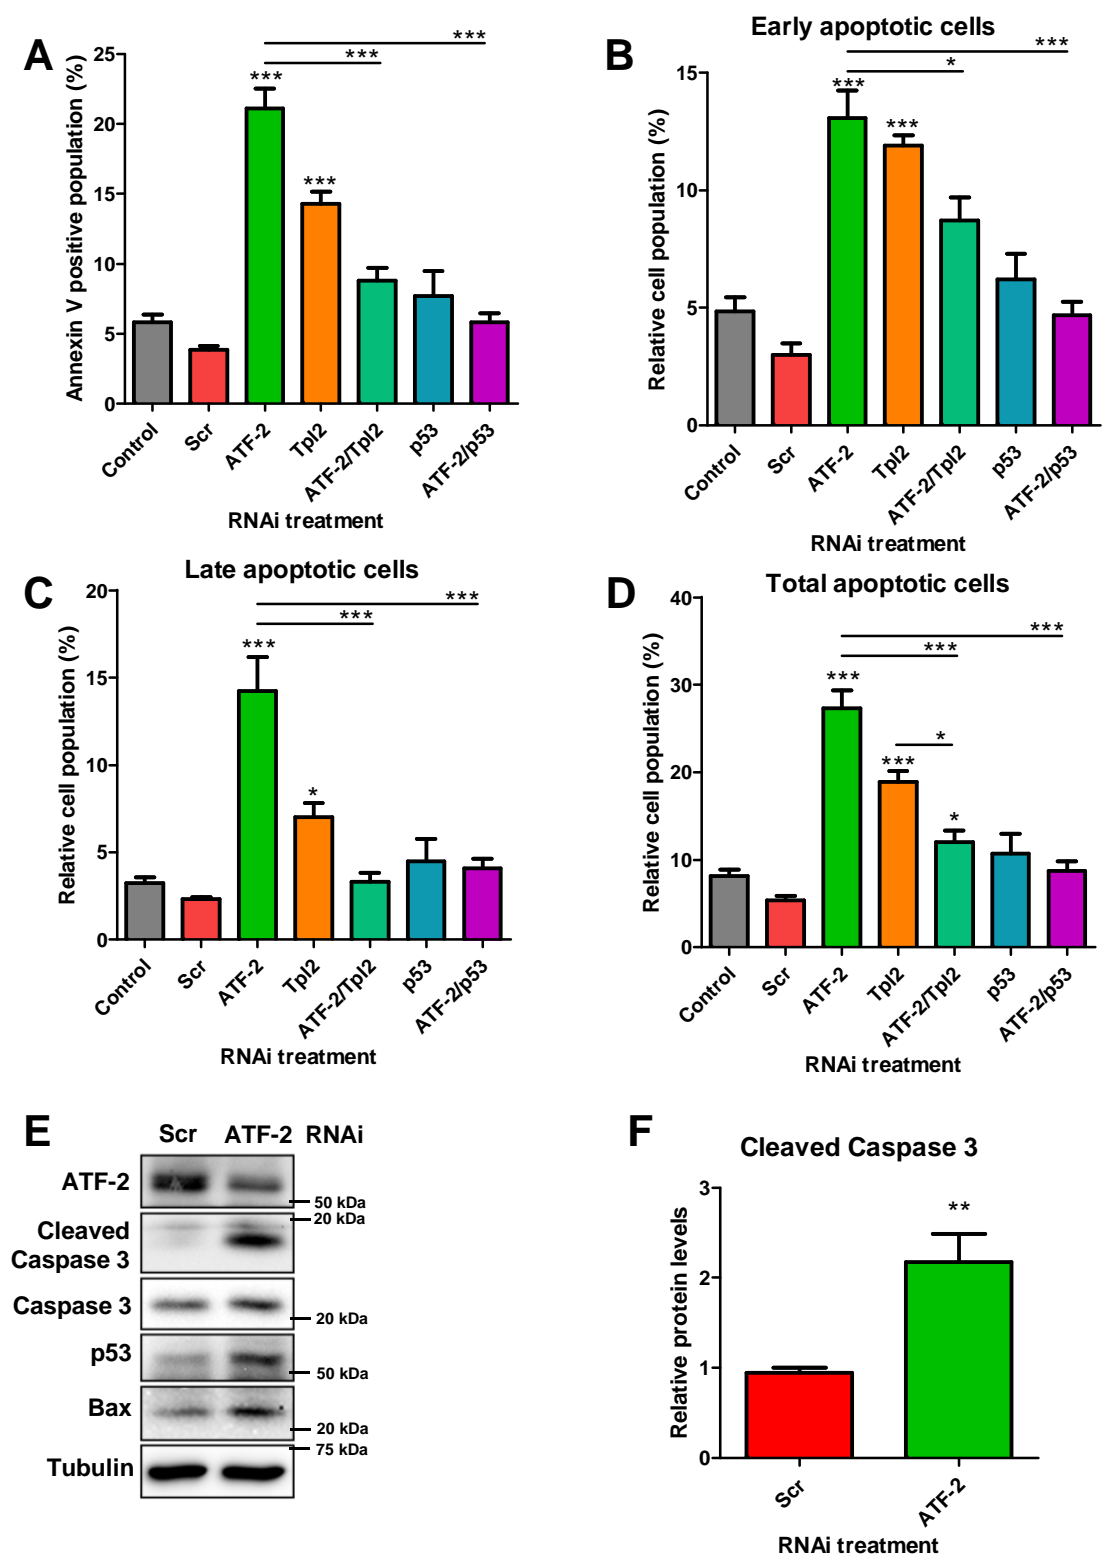 A
Annexin V positive population (%)
25
20
15
10
5
0
***
***
***
***
Control
Scr
ATF-2
Tpl2
ATF-2/Tpl2
p53
ATF-2/p53
RNAi treatment
B
Early apoptotic cells
Relative cell population (%)
15
10
5
0
***
*
***
***
Control
Scr
ATF-2
Tpl2
ATF-2/Tpl2
p53
ATF-2/p53
RNAi treatment
C
Late apoptotic cells
Relative cell population (%)
20
15
10
5
0
***
***
***
*
Control
Scr
ATF-2
Tpl2
ATF-2/Tpl2
p53
ATF-2/p53
RNAi treatment
D
Total apoptotic cells
Relative cell population (%)
40
30
20
10
0
***
***
***
*
***
*
Control
Scr
ATF-2
Tpl2
ATF-2/Tpl2
p53
ATF-2/p53
RNAi treatment
E
Scr ATF-2 RNAi
ATF-2
50 kDa
20 kDa
Cleaved
Caspase 3
Caspase 3
20 kDa
p53
50 kDa
Bax
20 kDa
75 kDa
Tubulin
F
Cleaved Caspase 3
Relative protein levels
3
2
1
0
**
Scr
ATF-2
RNAi treatment